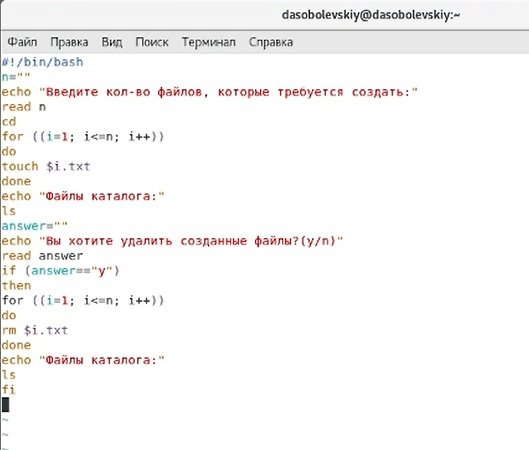 dasobolevskiy@dasobolevskiy:~
Файл Правка Вид Поиск Терминал Справка
#!/bin/bash
n=""
echo "Введите кол-во файлов, которые требуется создать:"
read n
cd
for ((i=1; i<=n; i++))
do
touch $i.txt
done
echo "Файлы каталога:"
ls
answer=""
echo "Вы хотите удалить созданные файлы?(y/n)"
read answer
if (answer=="y")
then
for ((i=1; i<=n; i++))
do
rm $i.txt
done
echo "Файлы каталога:"
ls
fi
~
~
~